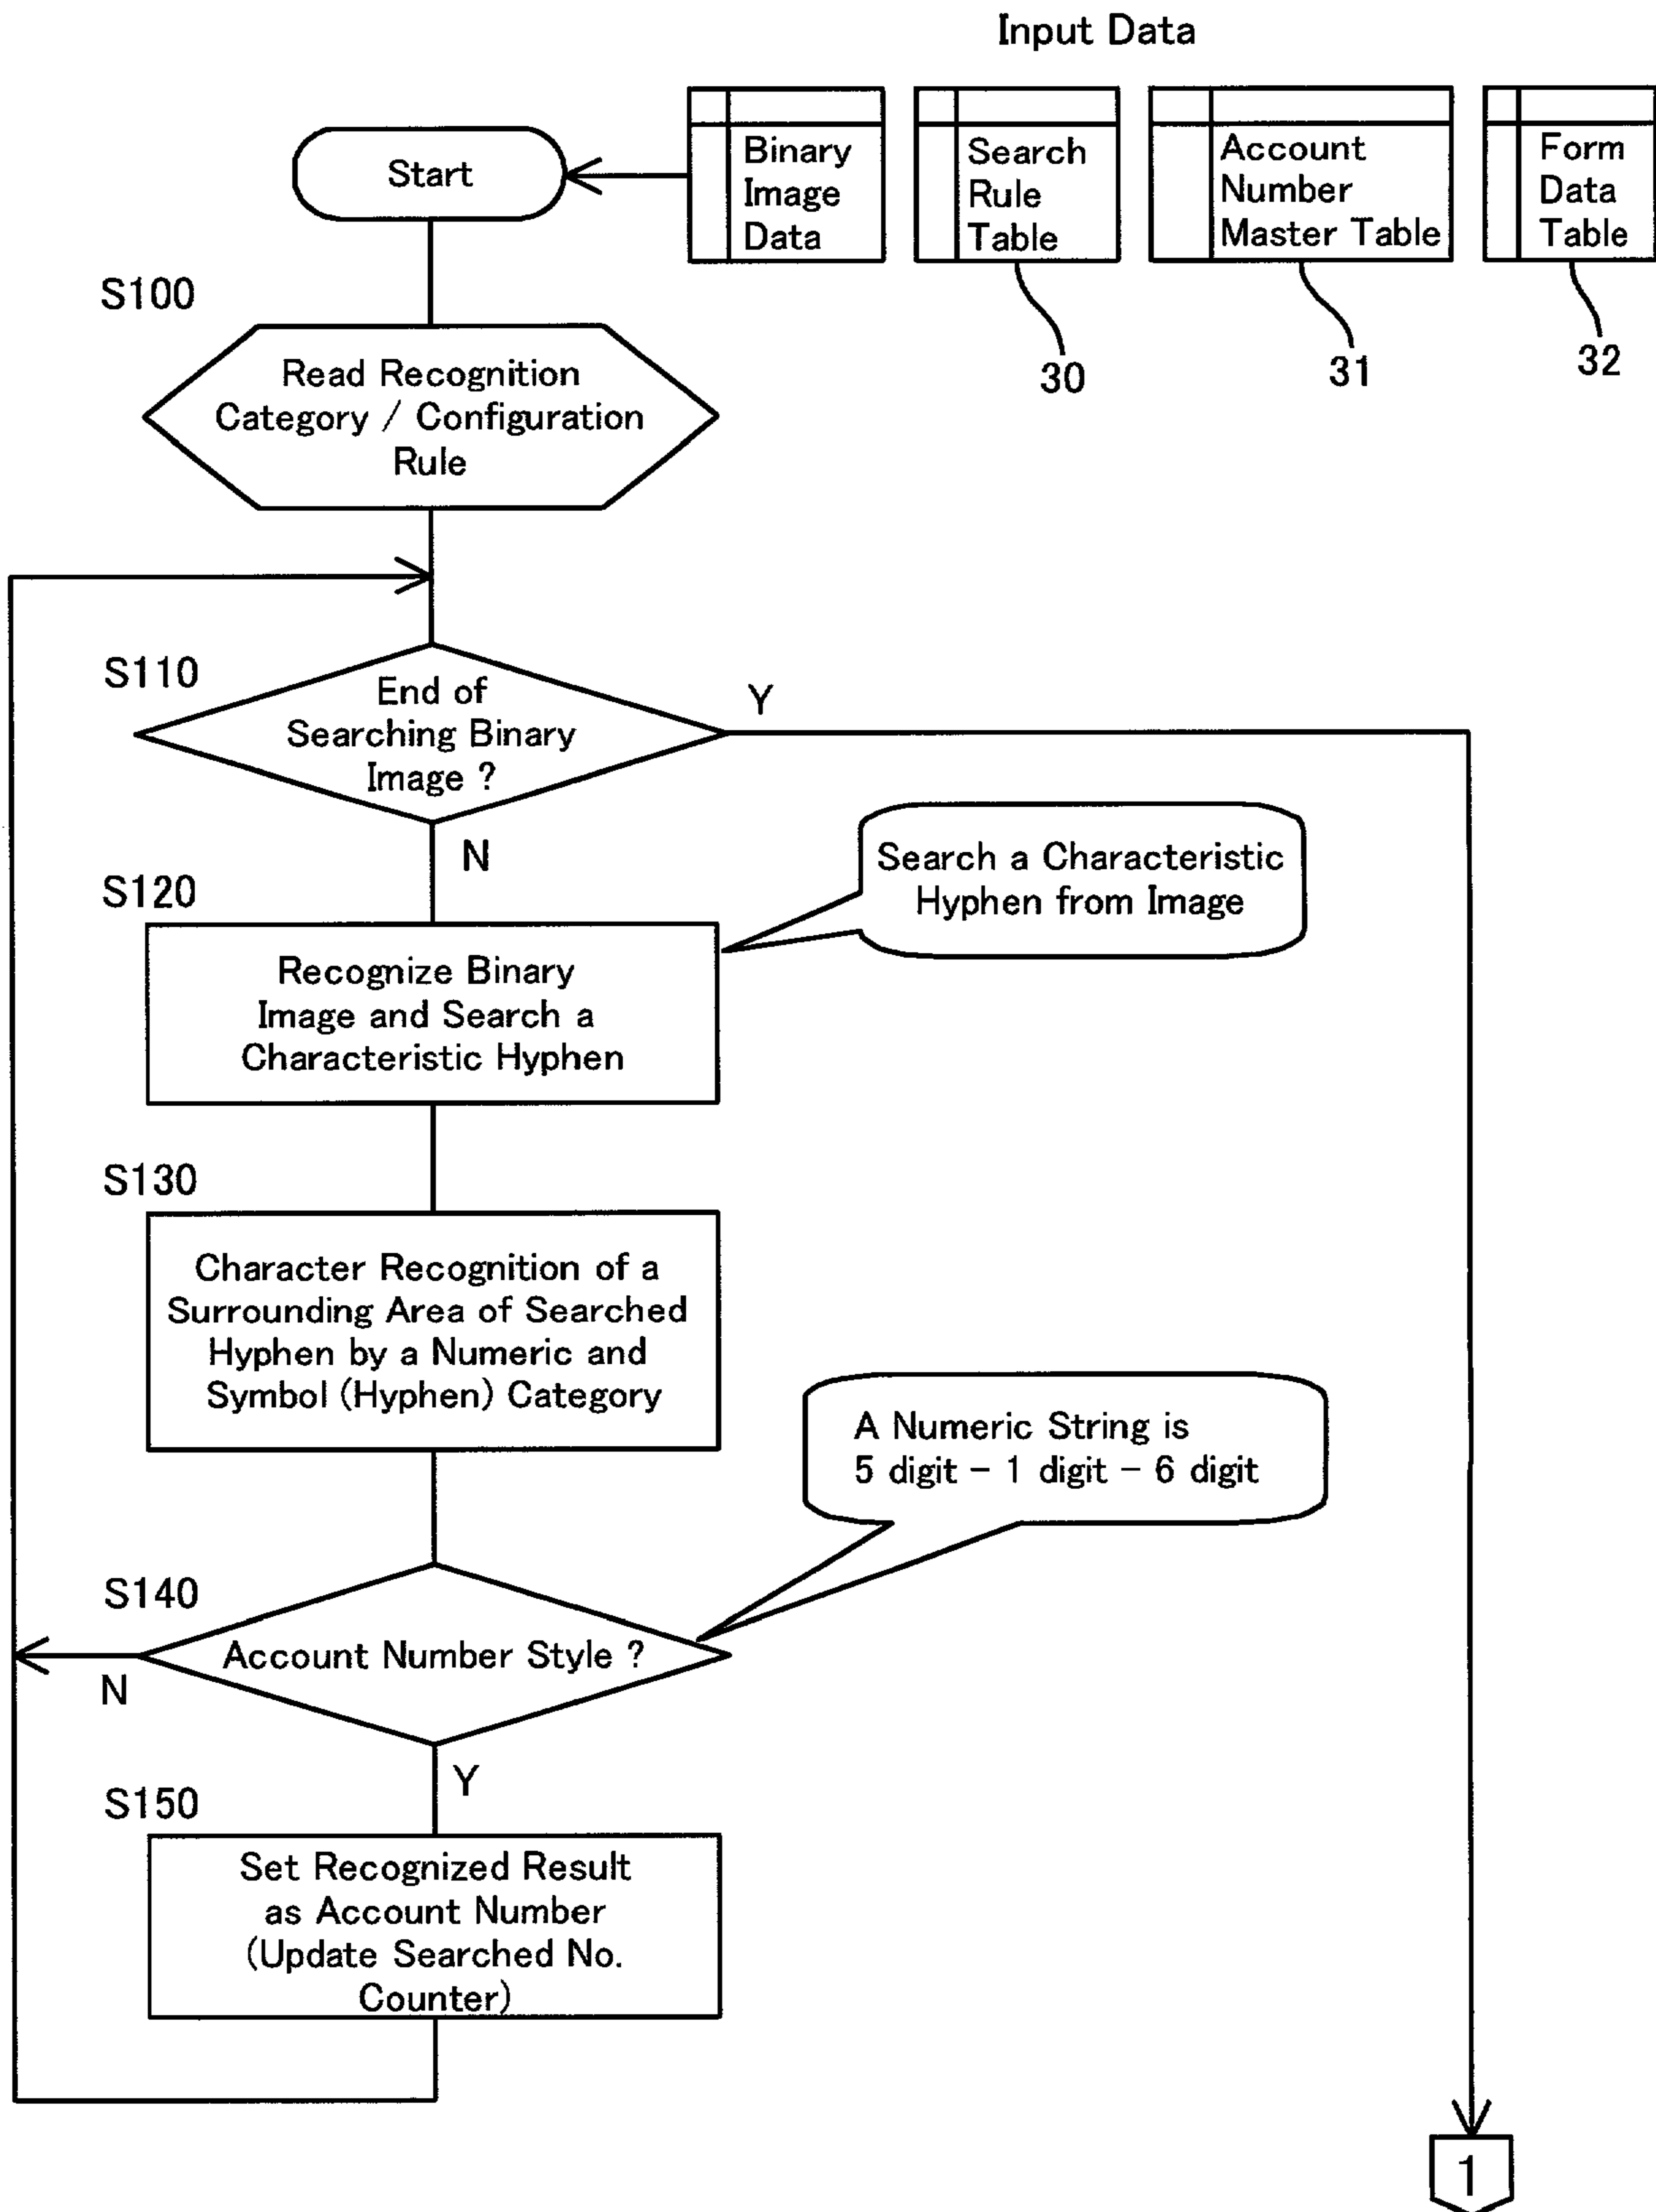 Input Data
Start
Binary
Image
Data
Search
Rule
Table
Account
Number
Master Table
Form
Data
Table
30
31
32
S100
Read Recognition
Category / Configuration
Rule
S110
End of
Searching Binary
Image ?
Y
N
Search a Characteristic
Hyphen from Image
S120
Recognize Binary
Image and Search a
Characteristic Hyphen
S130
Character Recognition of a
Surrounding Area of Searched
Hyphen by a Numeric and
Symbol (Hyphen) Category
A Numeric String is
5 digit – 1 digit – 6 digit
S140
Account Number Style ?
N
Y
S150
Set Recognized Result
as Account Number
(Update Searched No.
Counter)
1